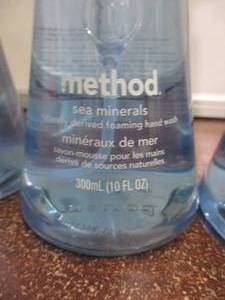 method
sea minerals
naturally derived foaming hand wash
minéraux de mer
savon-mousse pour les mains
dérivé de sources naturelles
300mL (10 FL OZ)